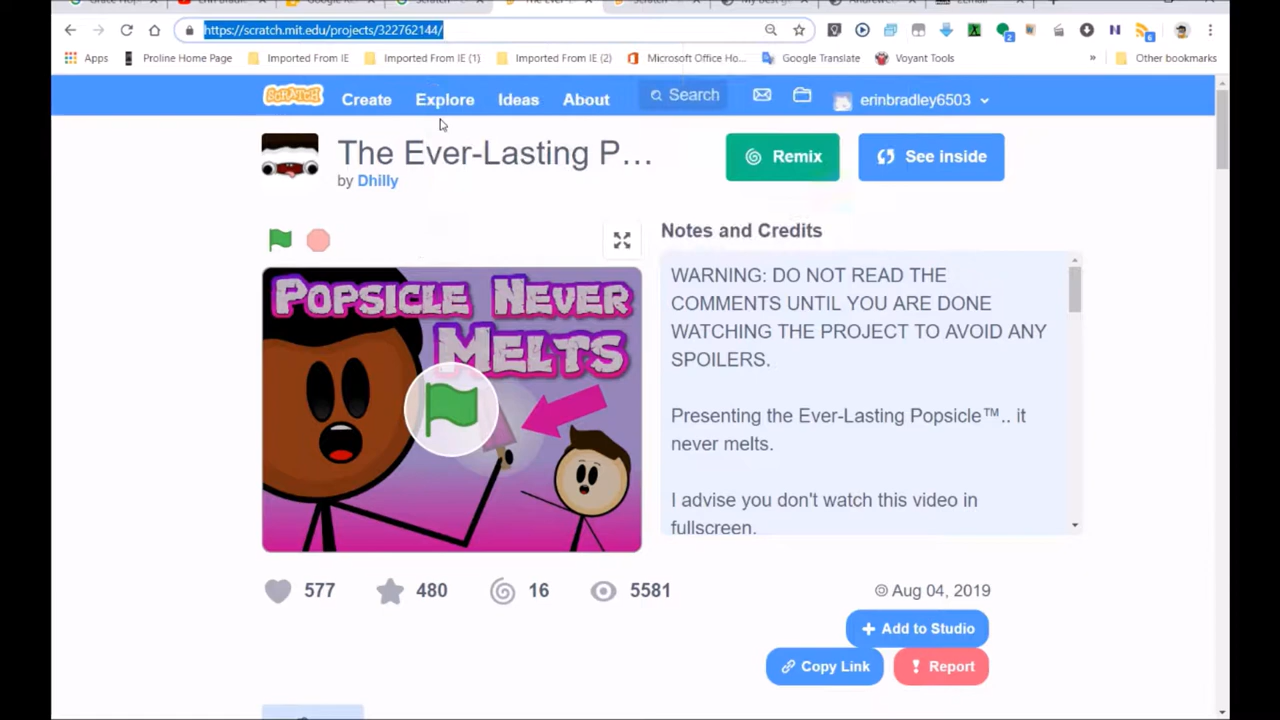 https://scratch.mit.edu/projects/322762144/
Apps Proline Home Page Imported From IE Imported From IE (1) Imported From IE (2) Microsoft Office Ho... Google Translate Voyant Tools » Other bookmarks
SCRATCH Create Explore Ideas About Search erinbradley6503
The Ever-Lasting P... Remix See inside
by Dhilly
Notes and Credits
WARNING: DO NOT READ THE
COMMENTS UNTIL YOU ARE DONE
WATCHING THE PROJECT TO AVOID ANY
SPOILERS.
Presenting the Ever-Lasting Popsicle™.. it
never melts.
I advise you don't watch this video in
fullscreen.
POPSICLE NEVER
MELTS
577 480 16 5581 © Aug 04, 2019
+ Add to Studio
Copy Link Report